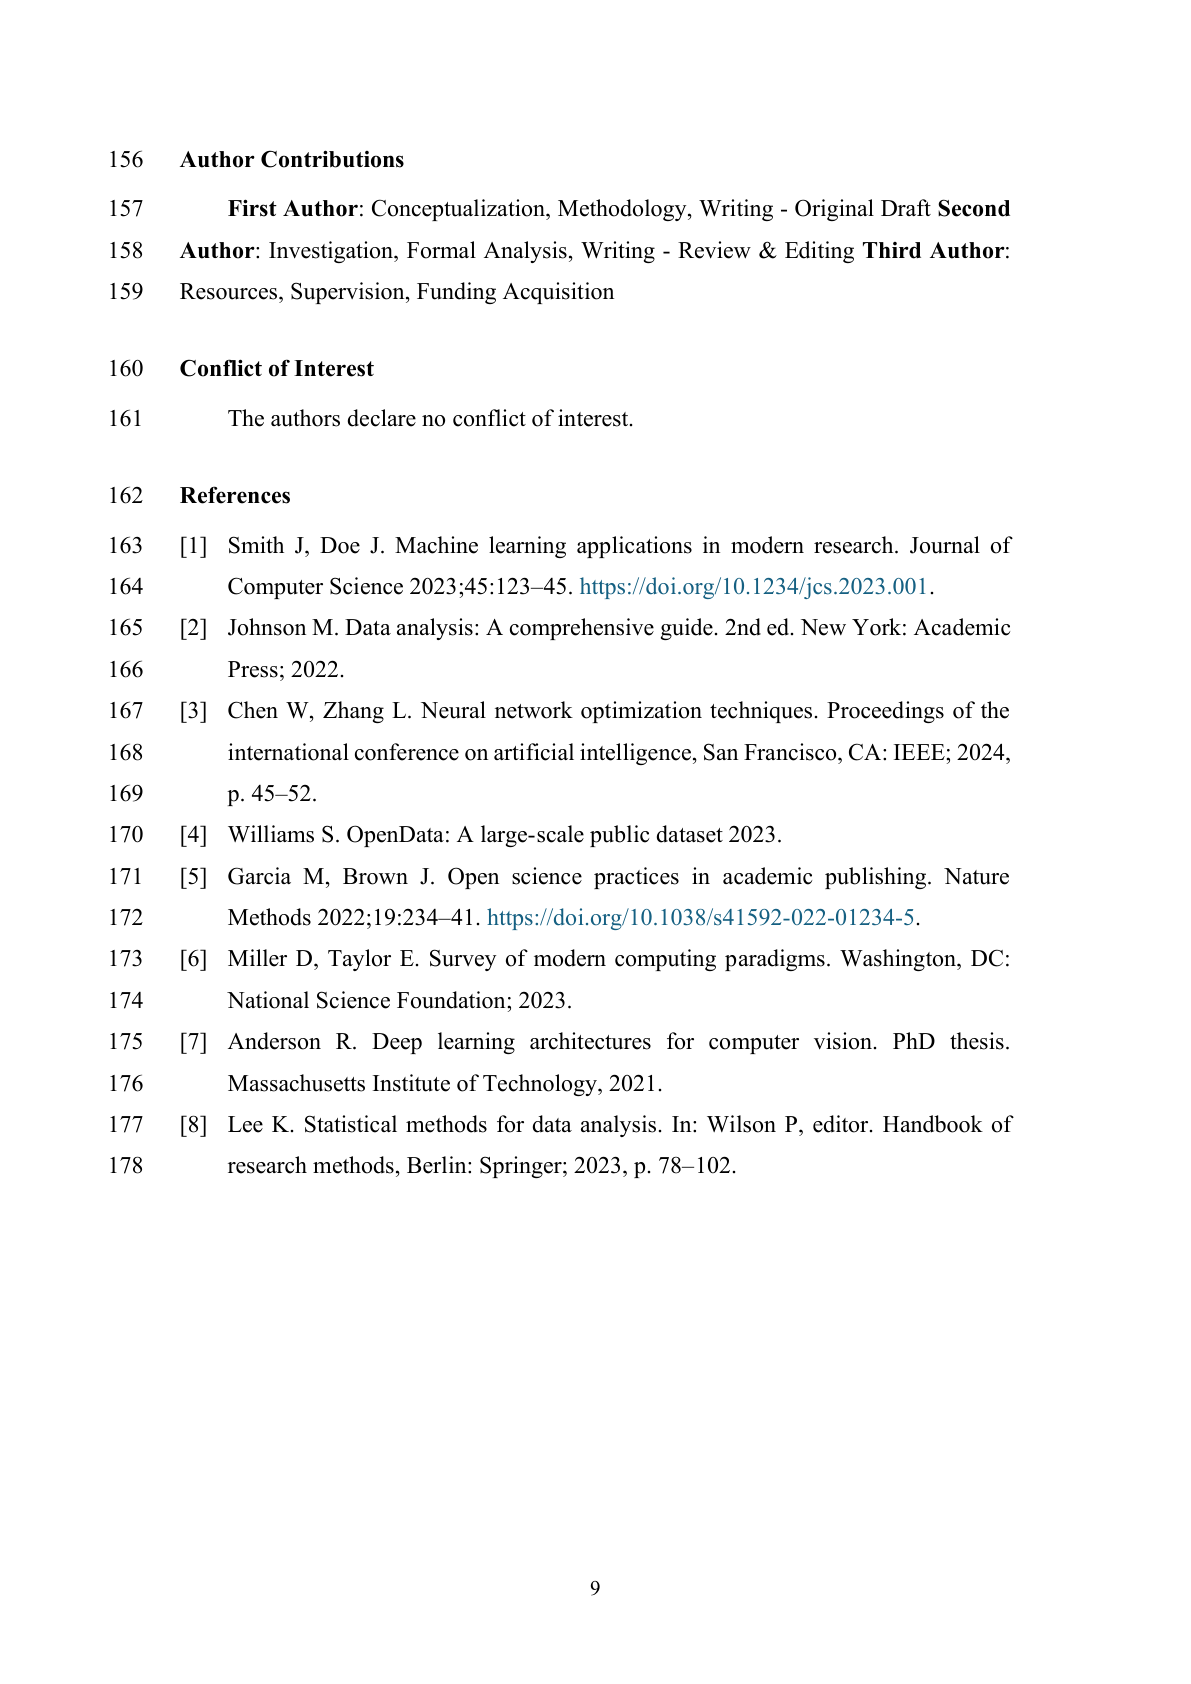 156 Author Contributions
157 First Author: Conceptualization, Methodology, Writing - Original Draft Second
158 Author: Investigation, Formal Analysis, Writing - Review & Editing Third Author:
159 Resources, Supervision, Funding Acquisition
160 Conflict of Interest
161 The authors declare no conflict of interest.
162 References
163 [1] Smith J, Doe J. Machine learning applications in modern research. Journal of
164 Computer Science 2023;45:123–45. https://doi.org/10.1234/jcs.2023.001.
165 [2] Johnson M. Data analysis: A comprehensive guide. 2nd ed. New York: Academic
166 Press; 2022.
167 [3] Chen W, Zhang L. Neural network optimization techniques. Proceedings of the
168 international conference on artificial intelligence, San Francisco, CA: IEEE; 2024,
169 p. 45–52.
170 [4] Williams S. OpenData: A large-scale public dataset 2023.
171 [5] Garcia M, Brown J. Open science practices in academic publishing. Nature
172 Methods 2022;19:234–41. https://doi.org/10.1038/s41592-022-01234-5.
173 [6] Miller D, Taylor E. Survey of modern computing paradigms. Washington, DC:
174 National Science Foundation; 2023.
175 [7] Anderson R. Deep learning architectures for computer vision. PhD thesis.
176 Massachusetts Institute of Technology, 2021.
177 [8] Lee K. Statistical methods for data analysis. In: Wilson P, editor. Handbook of
178 research methods, Berlin: Springer; 2023, p. 78–102.
9